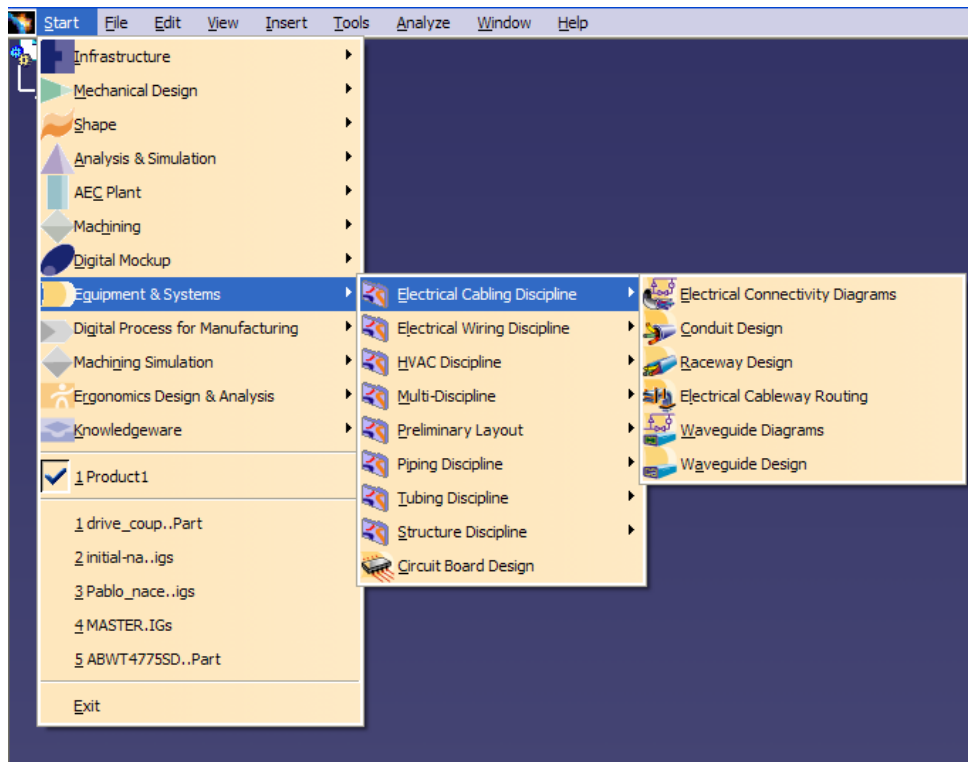 Start File Edit View Insert Tools Analyze Window Help
Infrastructure
Mechanical Design
Shape
Analysis & Simulation
AEC Plant
Machining
Digital Mockup
Equipment & Systems
Digital Process for Manufacturing
Machining Simulation
Ergonomics Design & Analysis
Knowledgeware
1 Product1
1 drive_coup..Part
2 initial-na..igs
3 Pablo_nace..igs
4 MASTER.IGs
5 ABWT4775SD..Part
Exit
Electrical Cabling Discipline
Electrical Wiring Discipline
HVAC Discipline
Multi-Discipline
Preliminary Layout
Piping Discipline
Tubing Discipline
Structure Discipline
Circuit Board Design
Electrical Connectivity Diagrams
Conduit Design
Raceway Design
Electrical Cableway Routing
Waveguide Diagrams
Waveguide Design